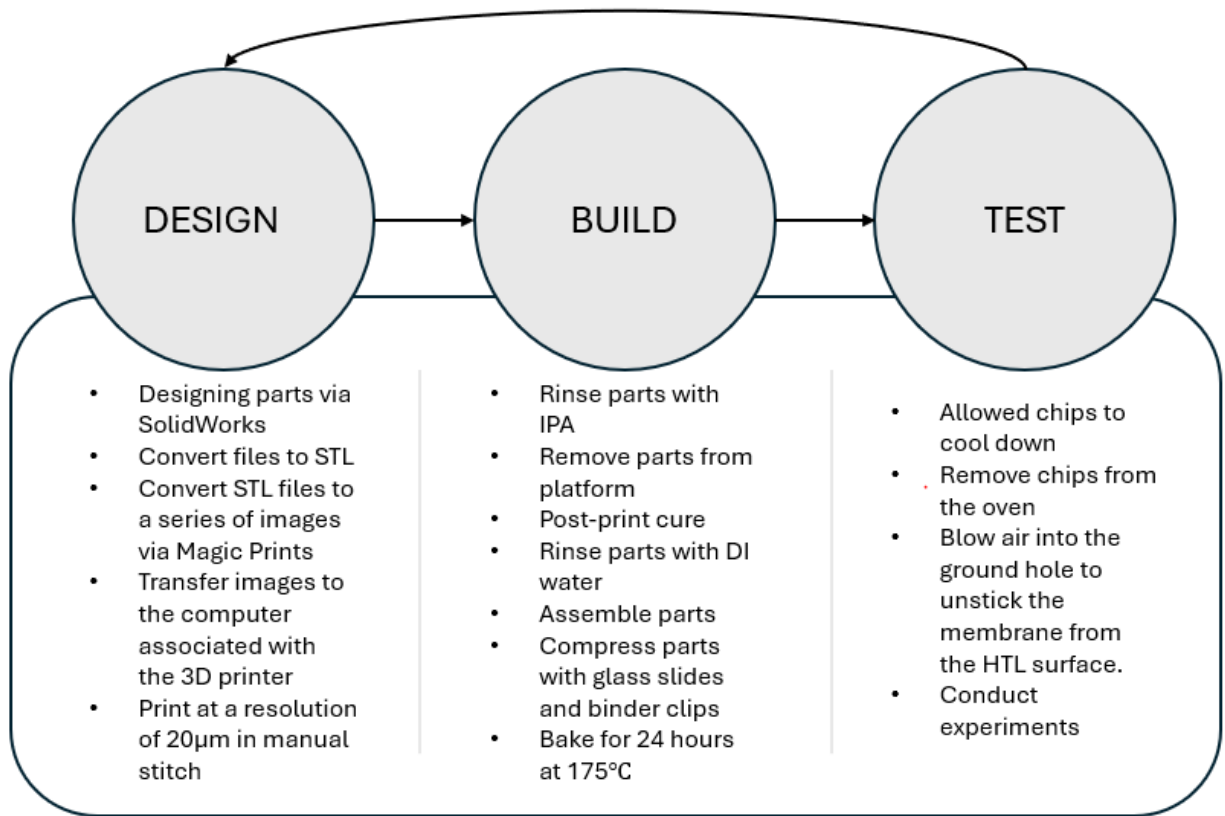 DESIGN
BUILD
TEST
• Designing parts via
SolidWorks
• Convert files to STL
• Convert STL files to
a series of images
via Magic Prints
• Transfer images to
the computer
associated with
the 3D printer
• Print at a resolution
of 20µm in manual
stitch
• Rinse parts with
IPA
• Remove parts from
platform
• Post-print cure
• Rinse parts with DI
water
• Assemble parts
• Compress parts
with glass slides
and binder clips
• Bake for 24 hours
at 175℃
• Allowed chips to
cool down
• Remove chips from
the oven
• Blow air into the
ground hole to
unstick the
membrane from
the HTL surface.
• Conduct
experiments